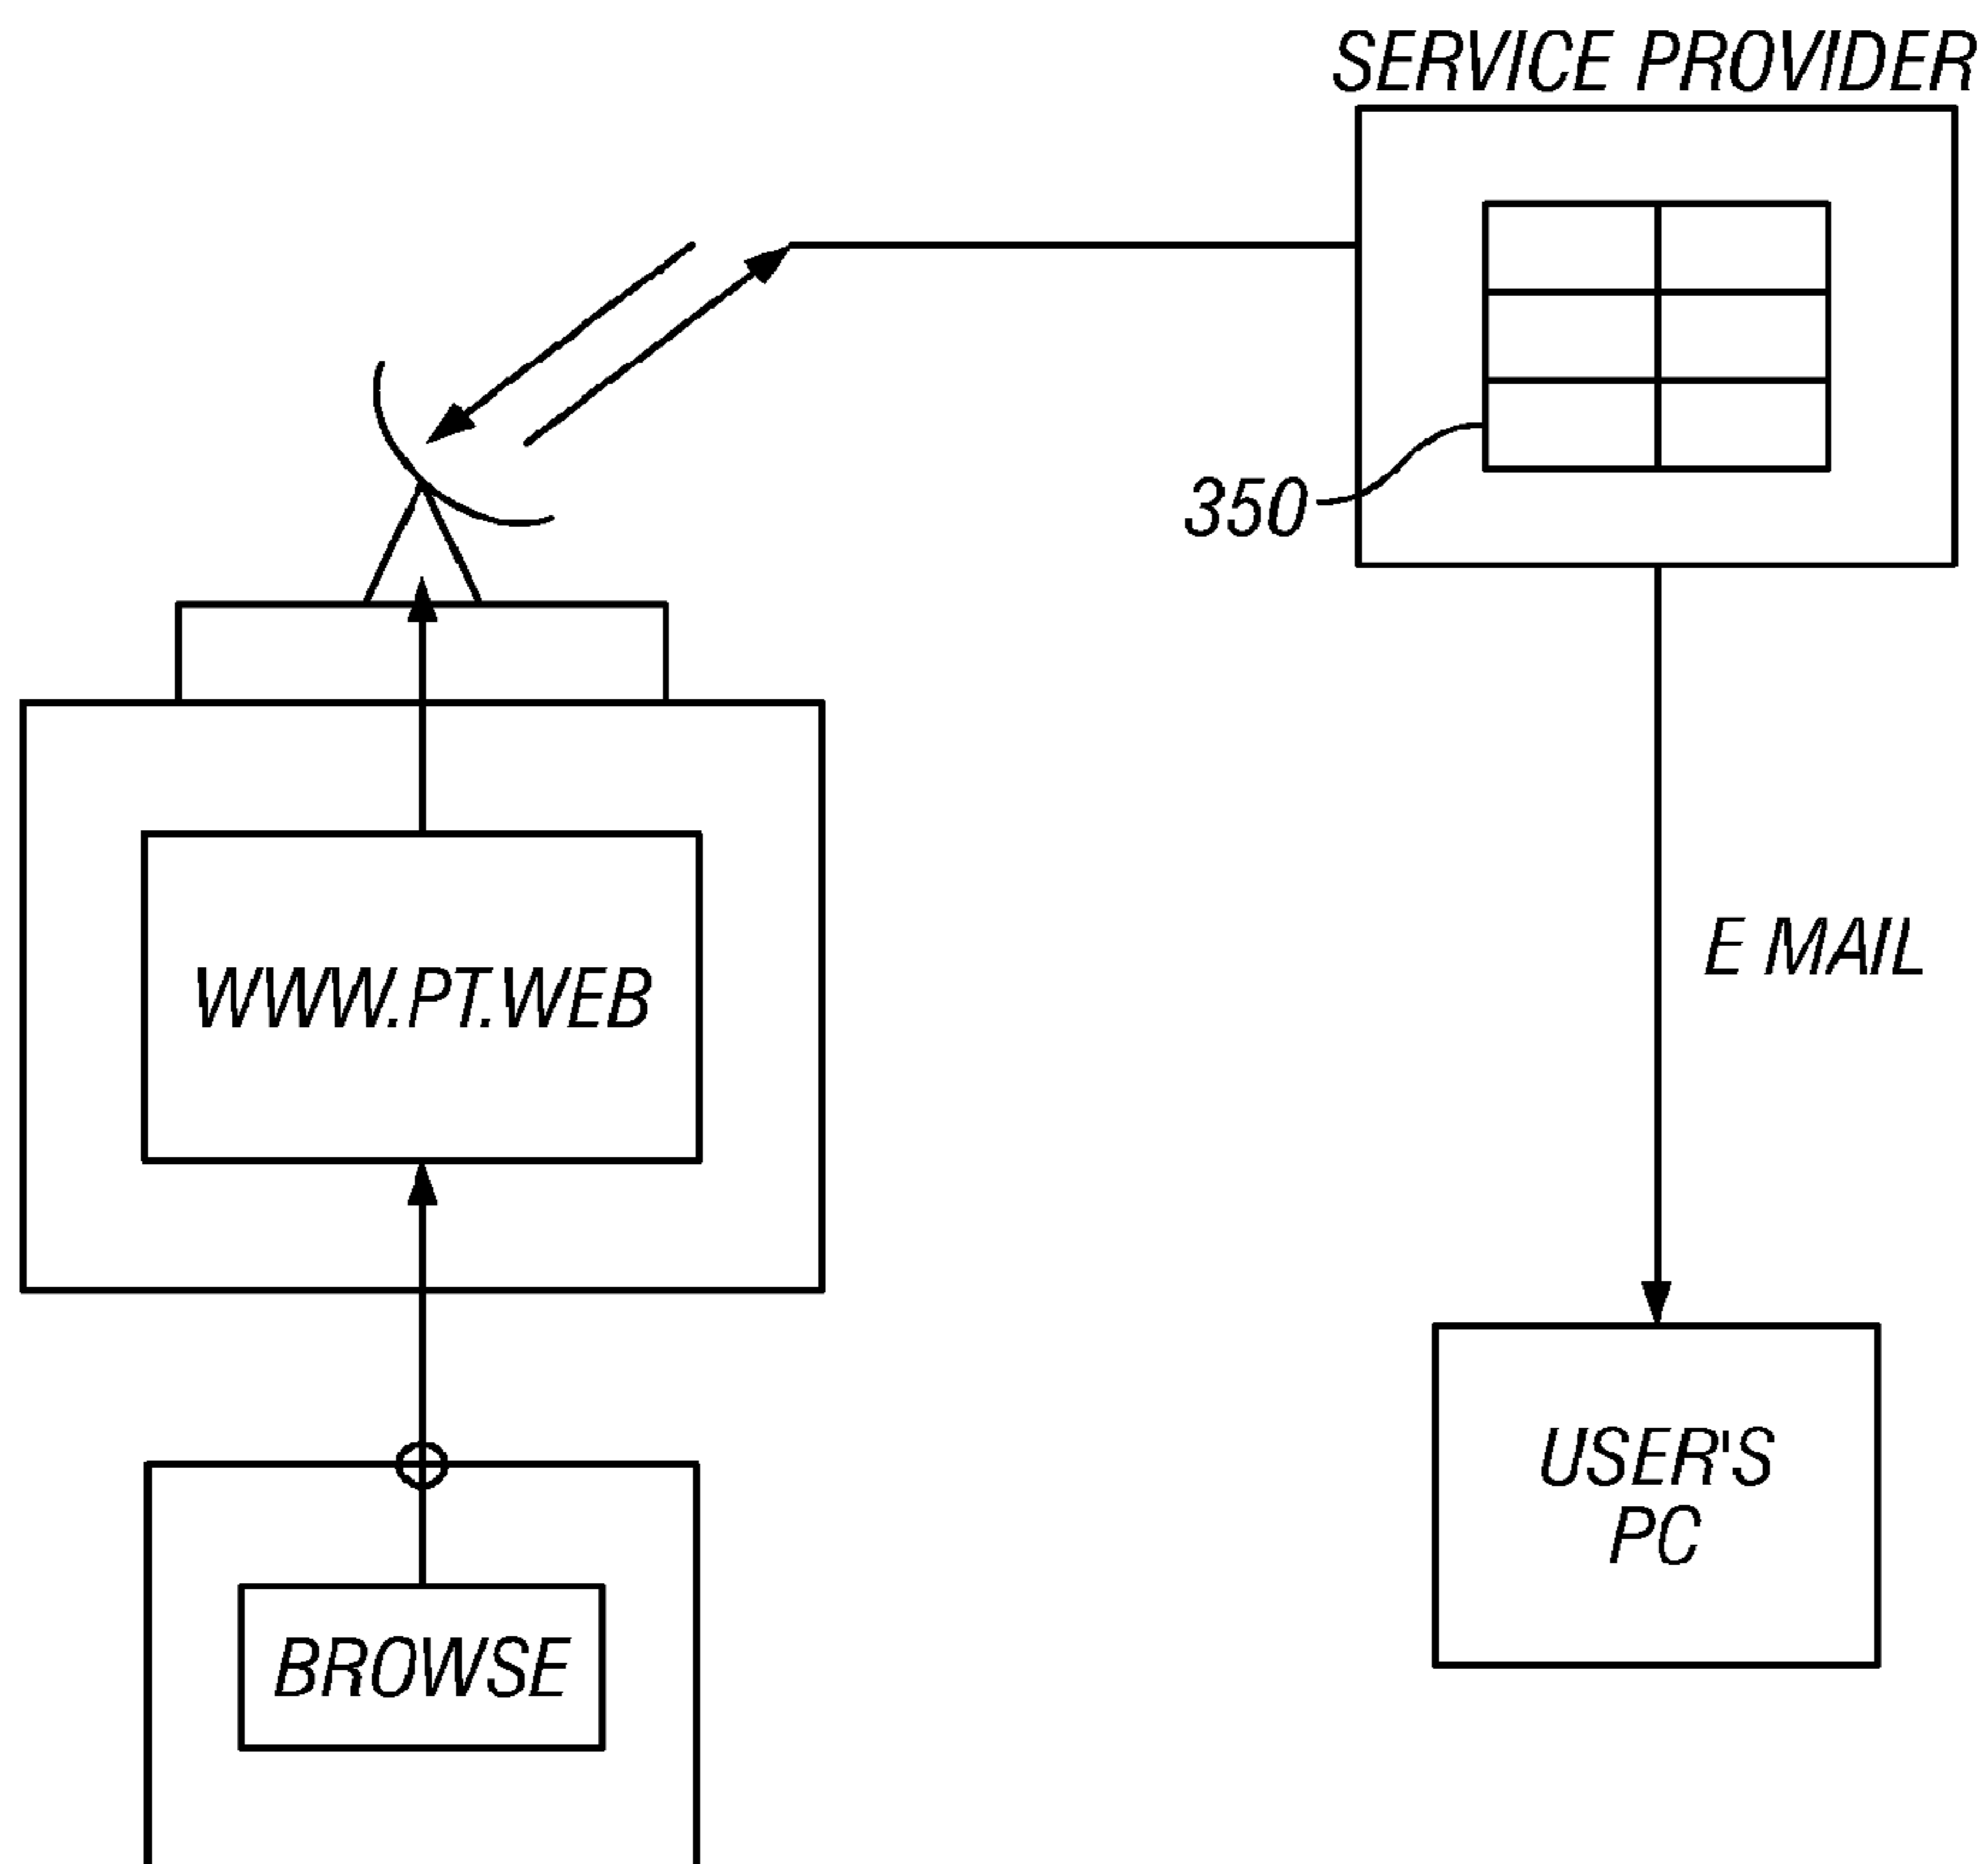 SERVICE PROVIDER
350
WWW.PT.WEB
E MAIL
USER'S
PC
BROWSE